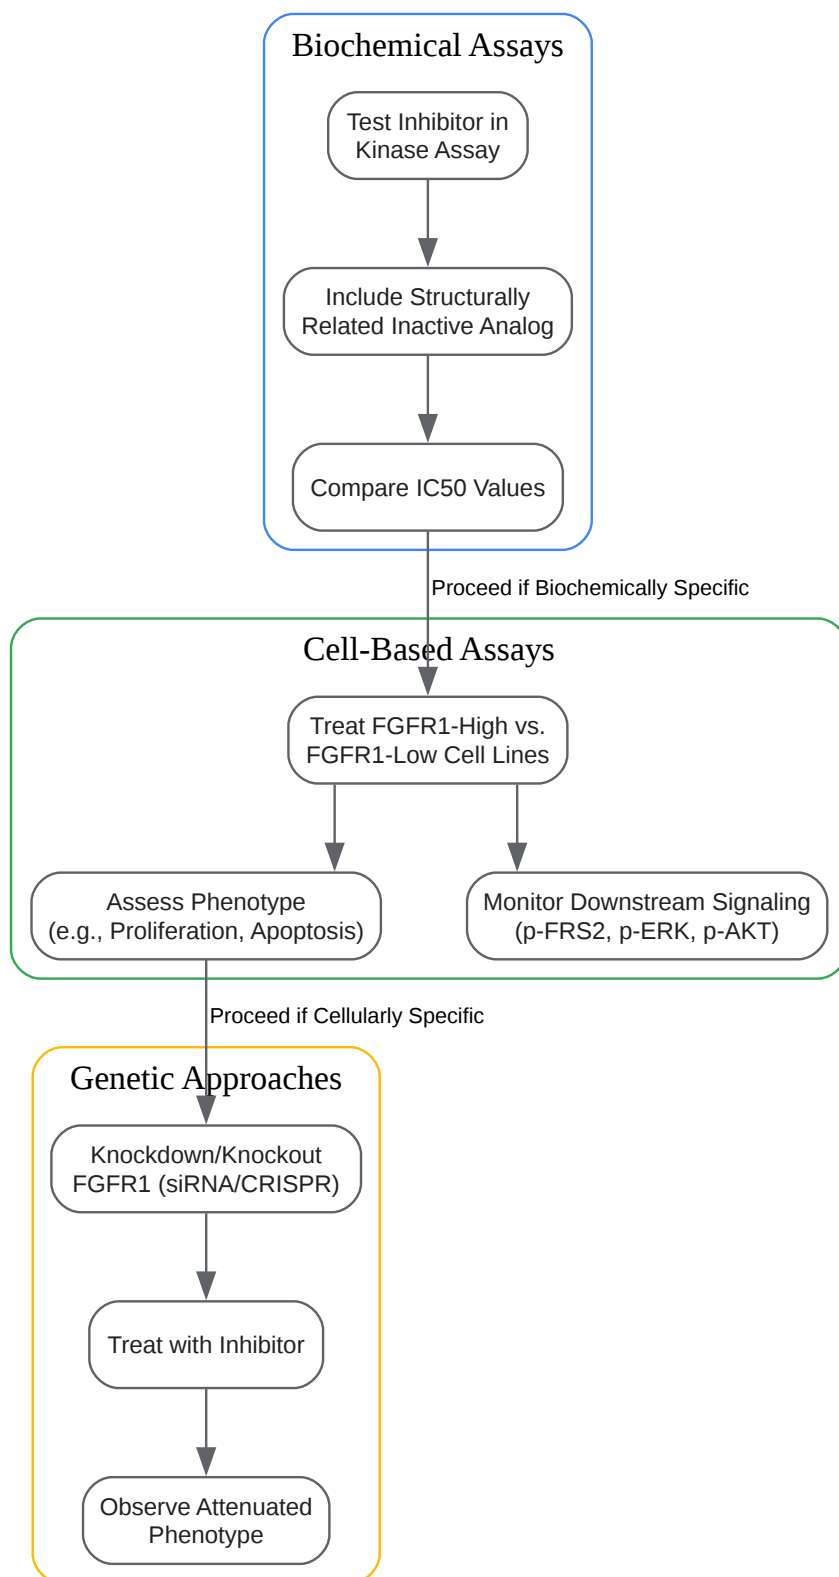 Biochemical Assays
Test Inhibitor in
Kinase Assay
Include Structurally
Related Inactive Analog
Compare IC50 Values
Proceed if Biochemically Specific
Cell-Based Assays
Treat FGFR1-High vs.
FGFR1-Low Cell Lines
Assess Phenotype
(e.g., Proliferation, Apoptosis)
Monitor Downstream Signaling
(p-FRS2, p-ERK, p-AKT)
Proceed if Cellularly Specific
Genetic Approaches
Knockdown/Knockout
FGFR1 (siRNA/CRISPR)
Treat with Inhibitor
Observe Attenuated
Phenotype